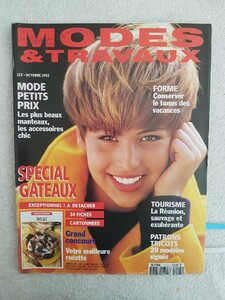 MODES
& TRAVAUX
OCTOBRE 1992
MODE
PETITS
PRIX
Les plus beaux
manteaux,
les accessoires
chic
FORME
Conserver
le tonus des
vacances
SPECIAL
GATEAUX
EXCEPTIONNEL ! A DETACHER
24 FICHES
CARTONNEES
Grand
concours
Votre meilleure
recette
TOURISME
La Réunion,
sauvage et
exubérante
PATRONS
TRICOTS
20 modèles
signés